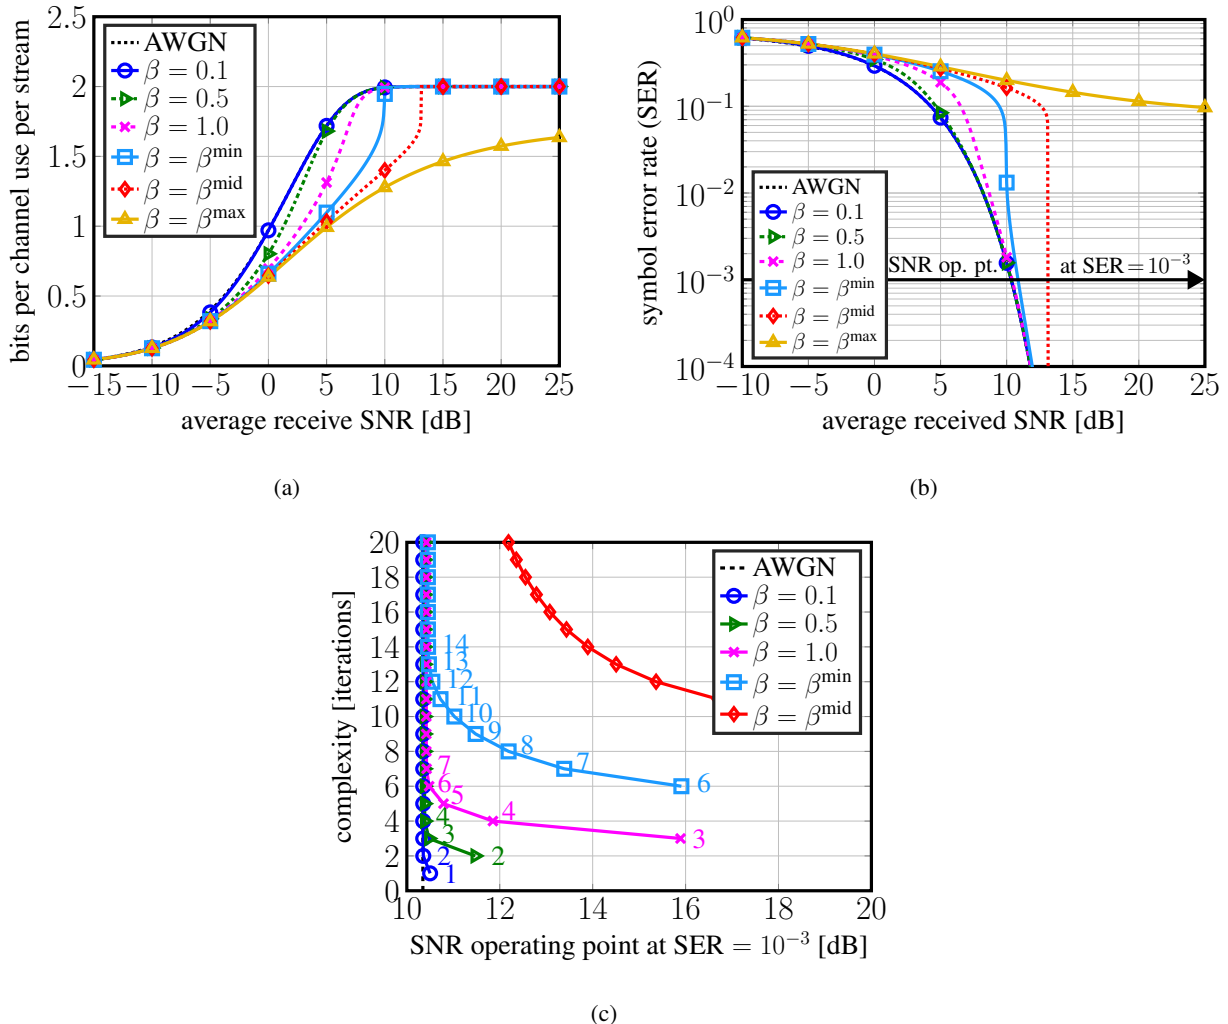 bits per channel use per stream
2.5
2
1.5
1
0.5
0
AWGN
β = 0.1
β = 0.5
β = 1.0
β = β^min
β = β^mid
β = β^max
−15 −10 −5 0 5 10 15 20 25
average receive SNR [dB]
(a)
symbol error rate (SER)
10^0
10^−1
10^−2
10^−3
10^−4
AWGN
β = 0.1
β = 0.5
β = 1.0
β = β^min
β = β^mid
β = β^max
SNR op. pt. at SER = 10^−3
−10 −5 0 5 10 15 20 25
average received SNR [dB]
(b)
complexity [iterations]
20
18
16
14
12
10
8
6
4
2
0
AWGN
β = 0.1
β = 0.5
β = 1.0
β = β^min
β = β^mid
14
13
12
11
10
9
8
7
6
7
6
5
4
3
4
3
2
2
1
10 12 14 16 18 20
SNR operating point at SER = 10^−3 [dB]
(c)